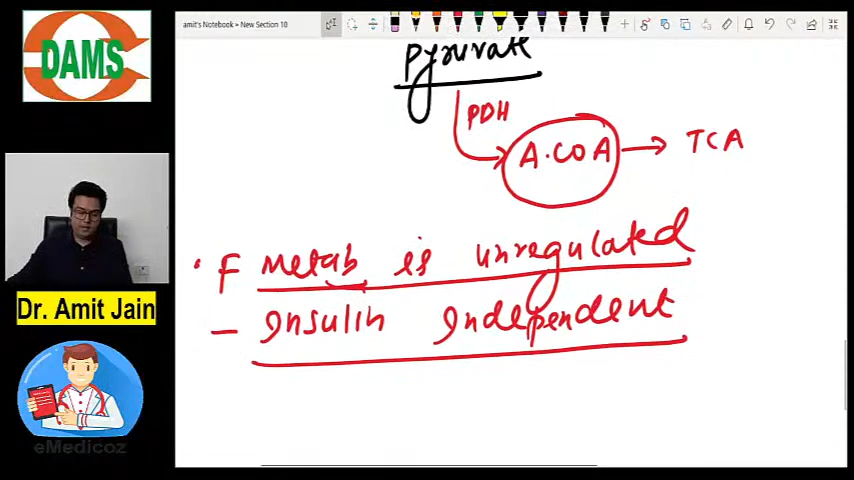 amit's Notebook > New Section 10
DAMS
Pyruvate
PDH
A.COA → TCA
• F Metab is unregulated
- Insulin Independent
Dr. Amit Jain
eMedicoz